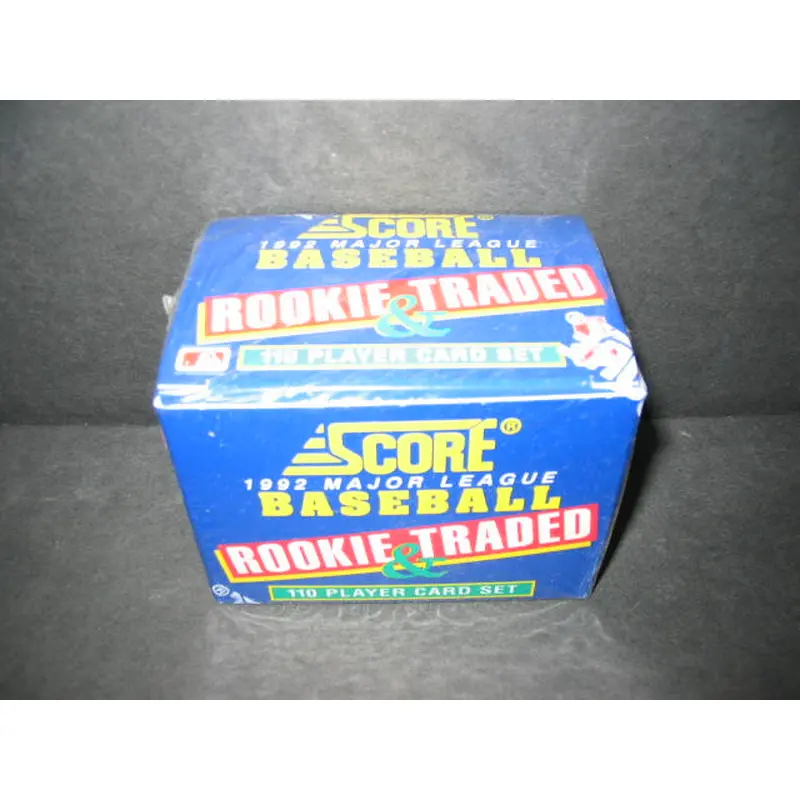 SCORE®
1992 MAJOR LEAGUE
BASEBALL
ROOKIE & TRADED
110 PLAYER CARD SET
SCORE®
1992 MAJOR LEAGUE
BASEBALL
ROOKIE & TRADED
110 PLAYER CARD SET